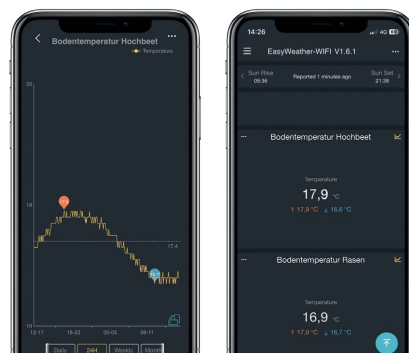 Bodentemperatur Hochbeet
Temperature
20
18
17.4
16
12-17
18-23
00-05
06-11
Daily
24H
Weekly
Month
14:26
4G
EasyWeather-WIFI V1.6.1
Sun Rise
05:36
Reported 1 minutes ago
Sun Set
21:38
Bodentemperatur Hochbeet
Temperature
17,9 °C
17,9 °C
16,6 °C
Bodentemperatur Rasen
Temperature
16,9 °C
17,9 °C
16,7 °C